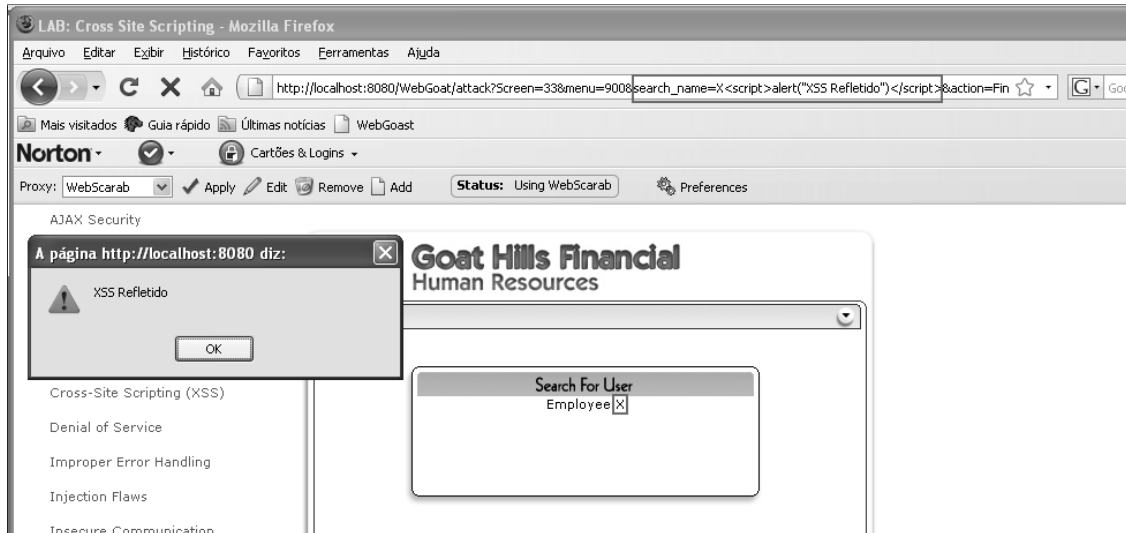 LAB: Cross Site Scripting - Mozilla Firefox
Arquivo Editar Exibir Histórico Favoritos Ferramentas Ajuda
http://localhost:8080/WebGoat/attack?Screen=33&menu=900&search_name=X<script>alert("XSS Refletido")</script>&action=Fin
G
Goo
Mais visitados Guia rápido Últimas notícias WebGoast
Norton Cartões & Logins
Proxy: WebScarab Apply Edit Remove Add Status: Using WebScarab Preferences
AJAX Security
A página http://localhost:8080 diz:
XSS Refletido
OK
Goat Hills Financial
Human Resources
Search For User
Employee X
Cross-Site Scripting (XSS)
Denial of Service
Improper Error Handling
Injection Flaws
Insecure Communication